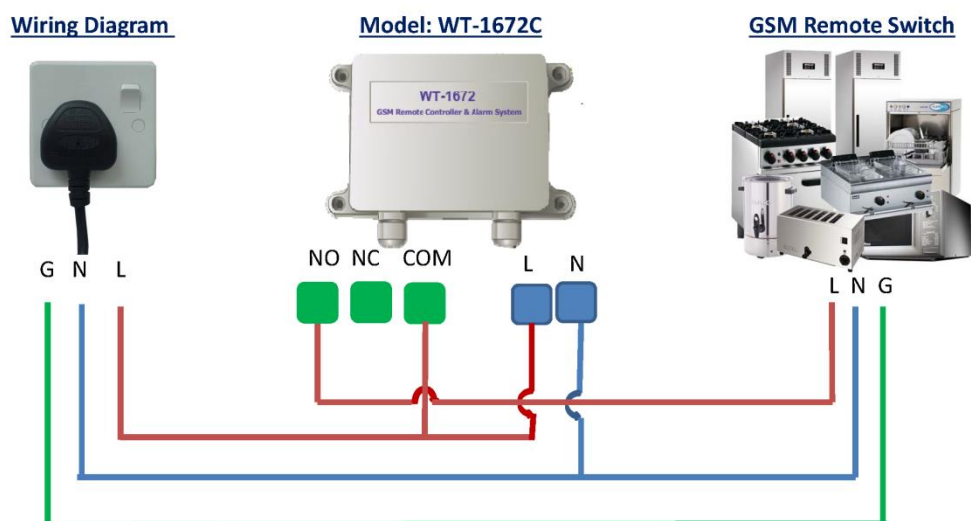 Wiring Diagram
Model: WT-1672C
GSM Remote Switch
WT-1672
GSM Remote Controller & Alarm System
NO NC COM
L N
G N L
L N G